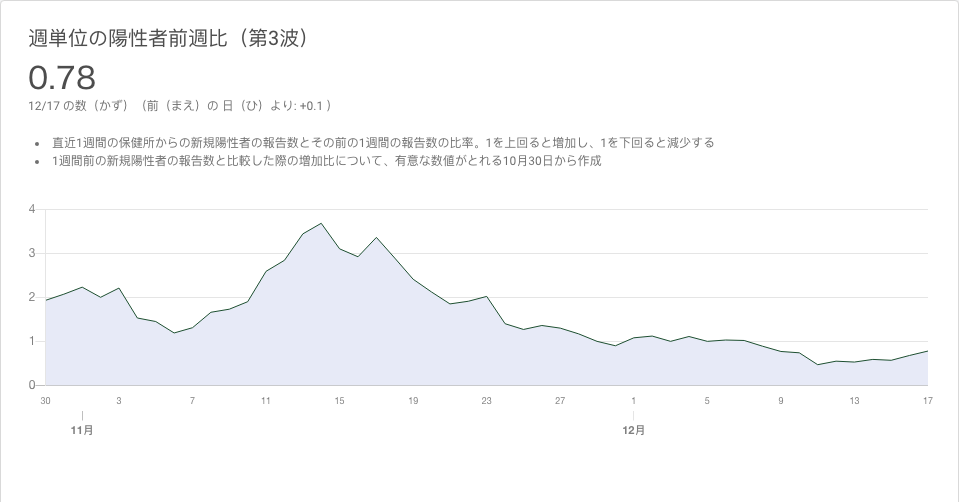 週単位の陽性者前週比（第3波）
0.78
12/17 の数（かず）（前（まえ）の 日（ひ）より: +0.1 ）
• 直近1週間の保健所からの新規陽性者の報告数とその前の1週間の報告数の比率。1を上回ると増加し、1を下回ると減少する
• 1週間前の新規陽性者の報告数と比較した際の増加比について、有意な数値がとれる10月30日から作成
4
3
2
1
0
30 3 7 11 15 19 23 27 1 5 9 13 17
11月 12月